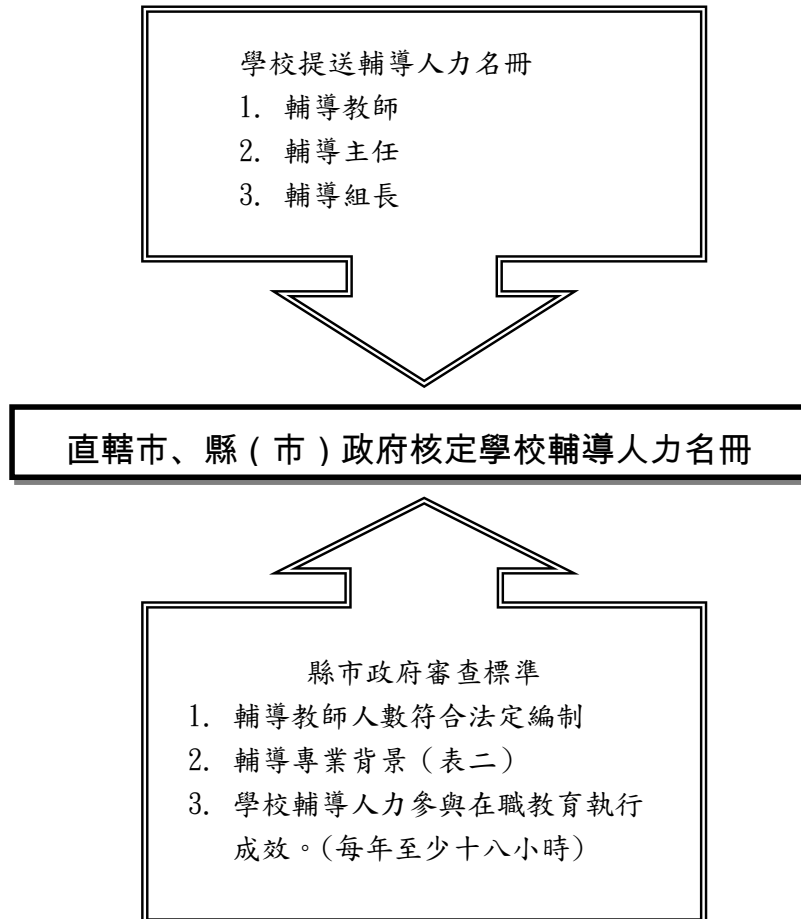 學校提送輔導人力名冊
1. 輔導教師
2. 輔導主任
3. 輔導組長
直轄市、縣（市）政府核定學校輔導人力名冊
縣市政府審查標準
1. 輔導教師人數符合法定編制
2. 輔導專業背景（表二）
3. 學校輔導人力參與在職教育執行
成效。(每年至少十八小時)